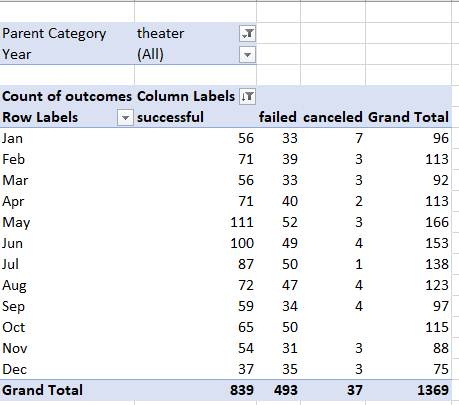 Parent Category theater
Year (All)
Count of outcomes Column Labels
Row Labels successful failed canceled Grand Total
Jan 56 33 7 96
Feb 71 39 3 113
Mar 56 33 3 92
Apr 71 40 2 113
May 111 52 3 166
Jun 100 49 4 153
Jul 87 50 1 138
Aug 72 47 4 123
Sep 59 34 4 97
Oct 65 50 115
Nov 54 31 3 88
Dec 37 35 3 75
Grand Total 839 493 37 1369